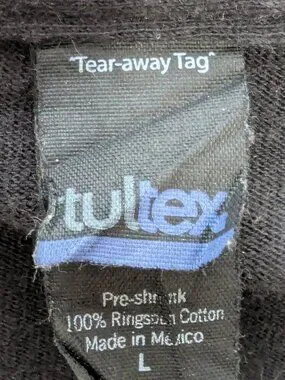 "Tear-away Tag"
tultex
Pre-shrunk
100% Ringspun Cotton
Made in Mexico
L